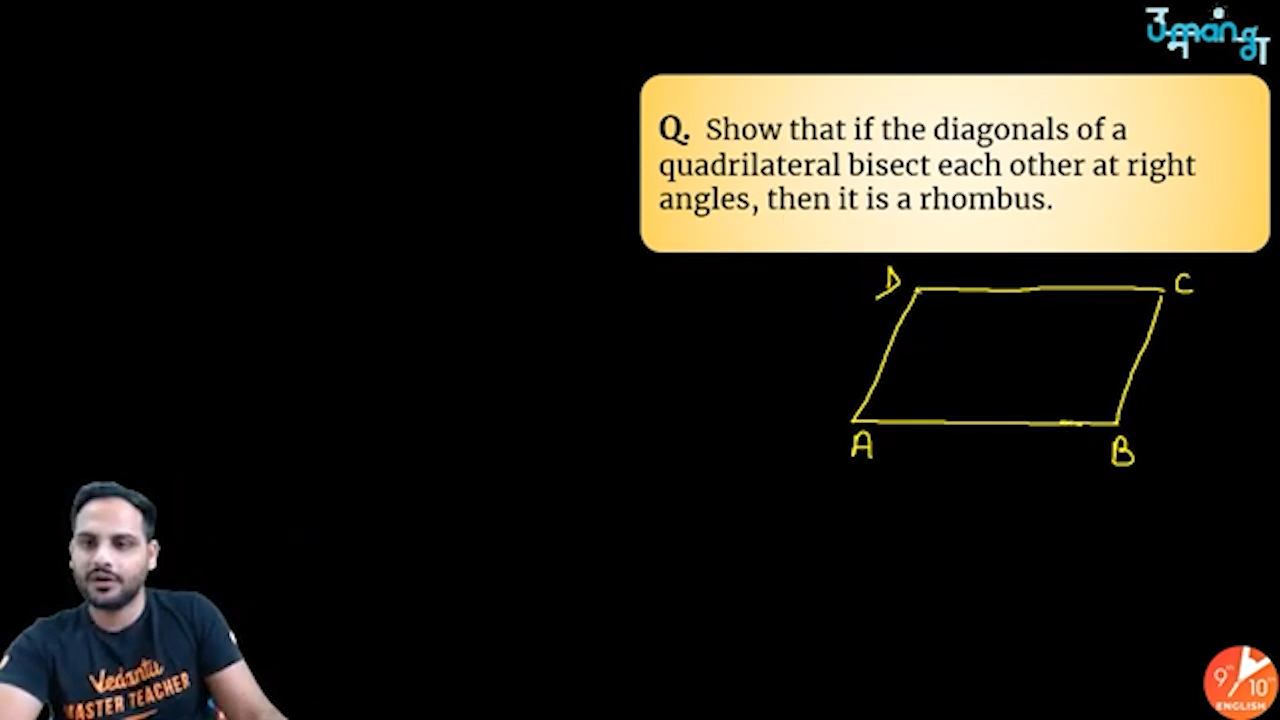 उमंग
Q. Show that if the diagonals of a
quadrilateral bisect each other at right
angles, then it is a rhombus.
D
C
A
B
Vedantu
MASTER TEACHER
9th
10th
ENGLISH